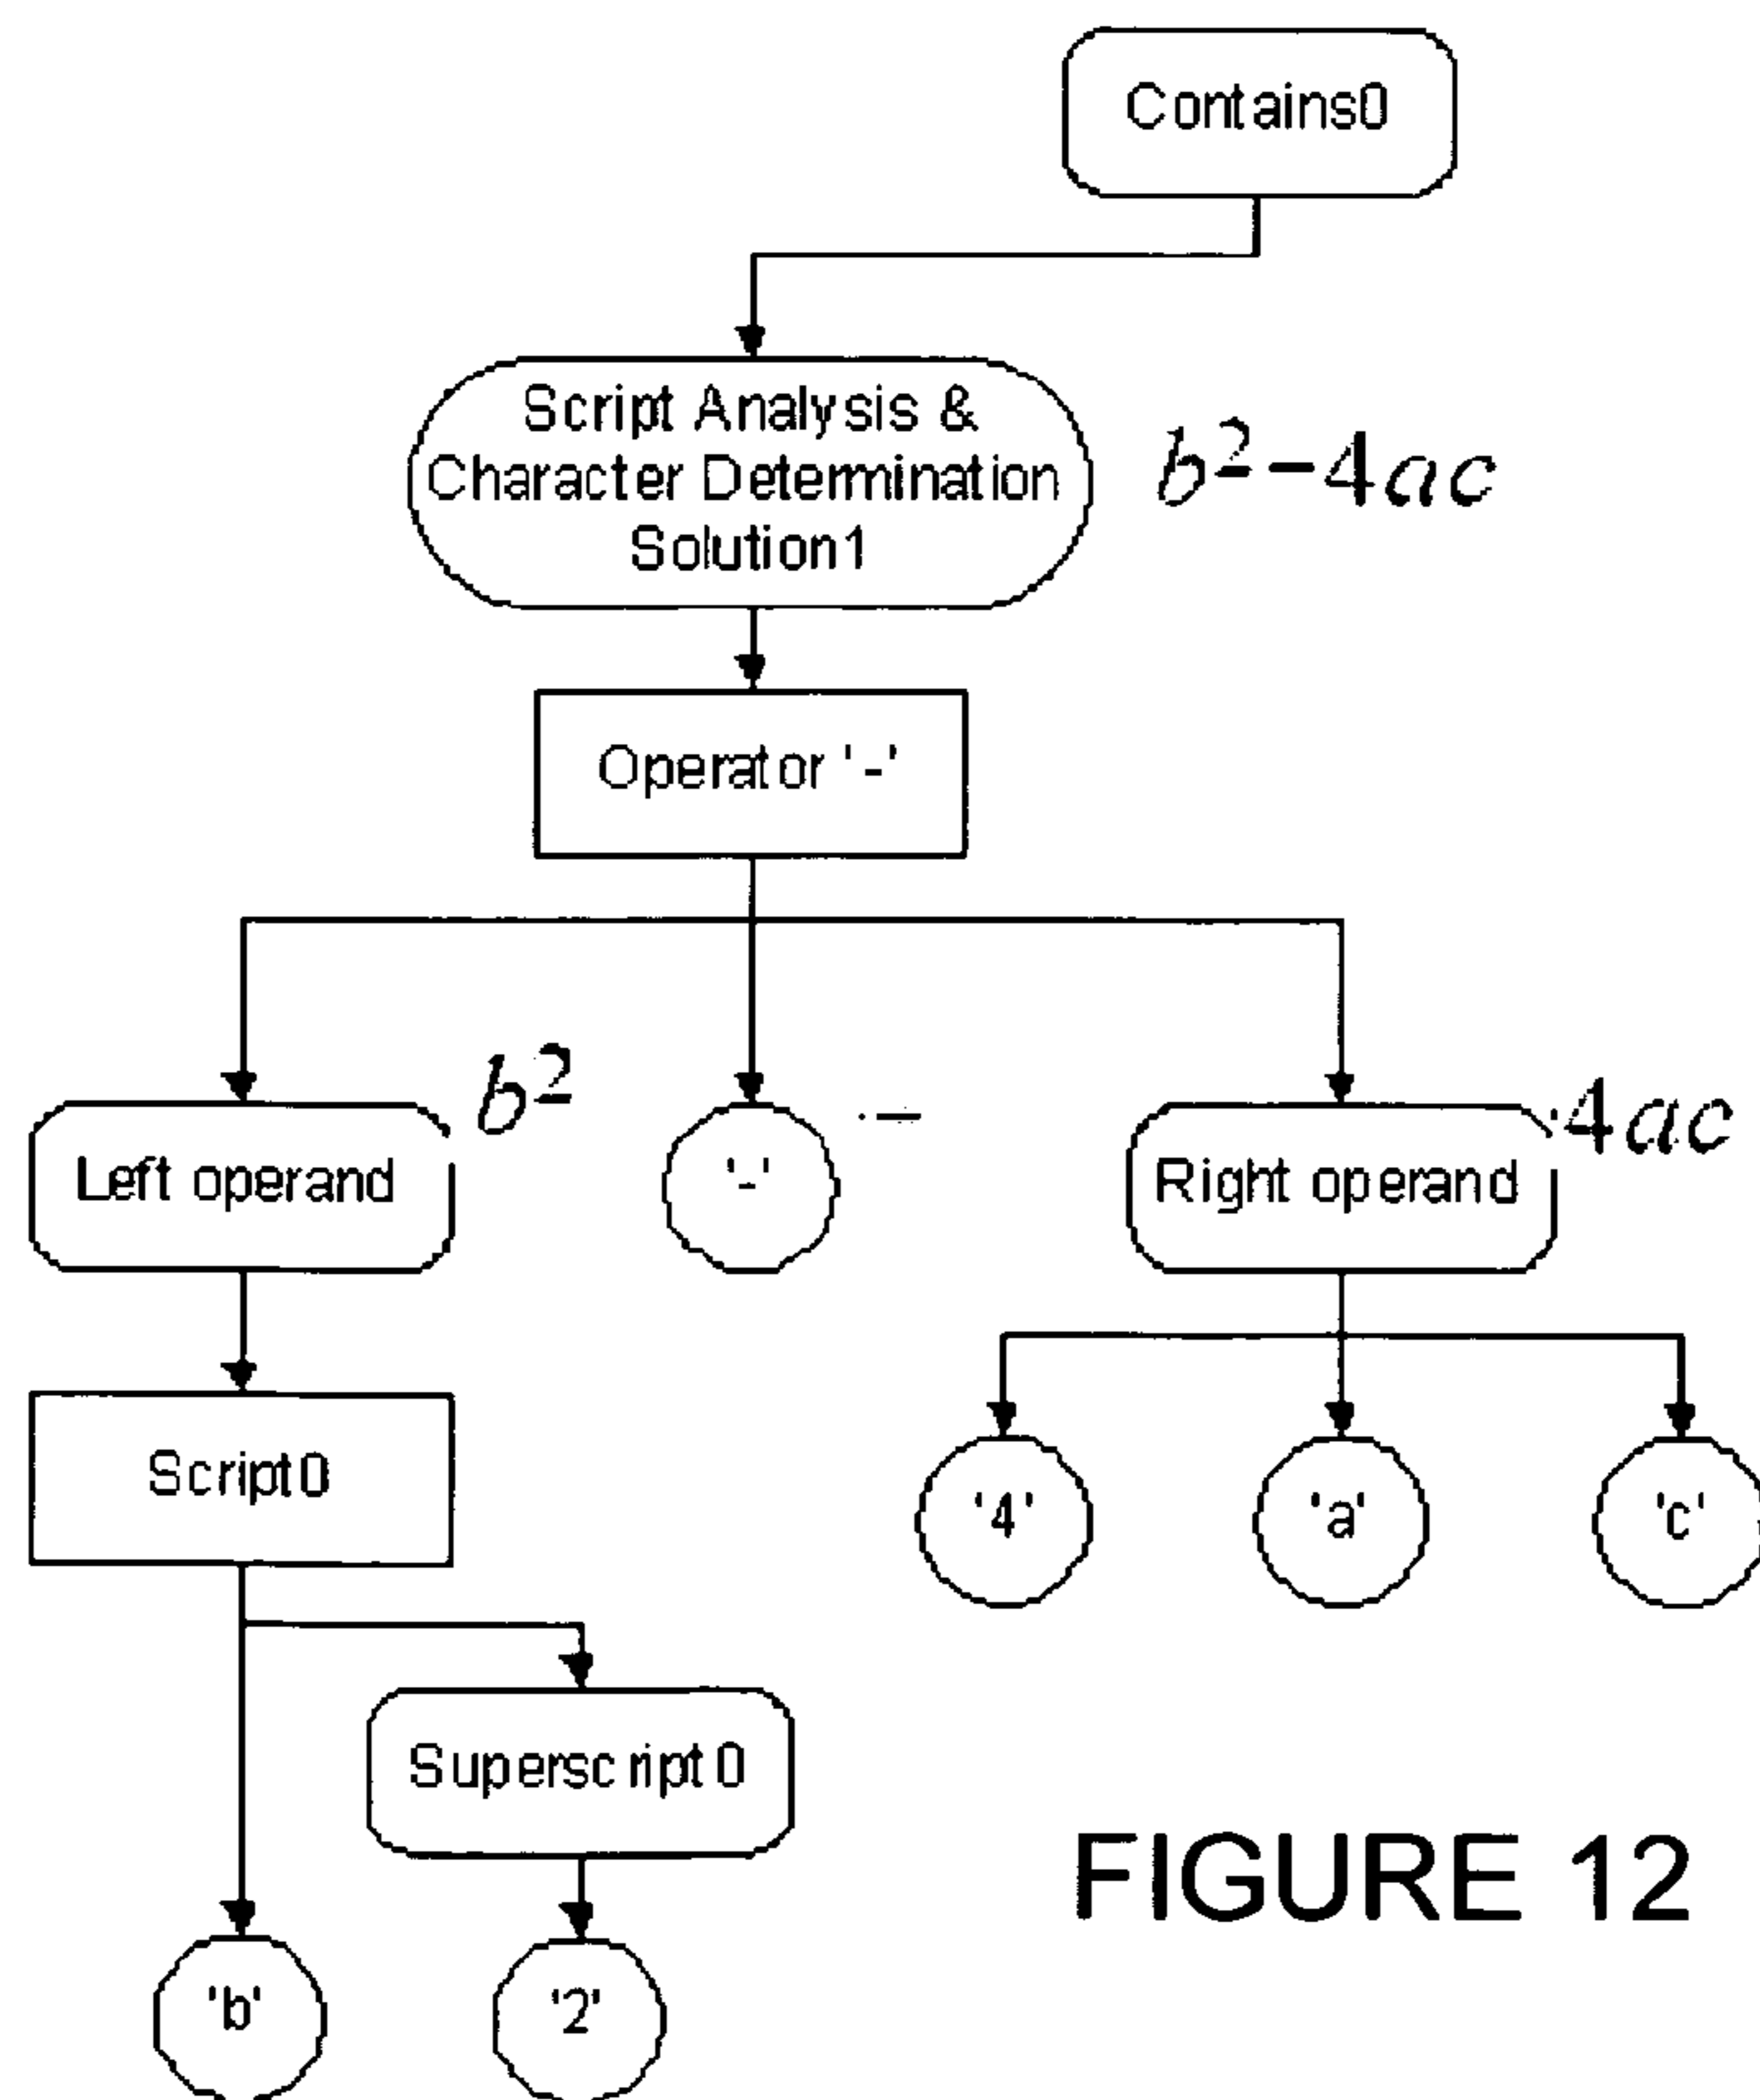 Contains0
Script Analysis &
Character Determination
Solution1
b²-4ac
Operator '-'
b²
-
4ac
Left operand
'-'
Right operand
Script0
'4'
'a'
'c'
Superscript0
FIGURE 12
'b'
'2'